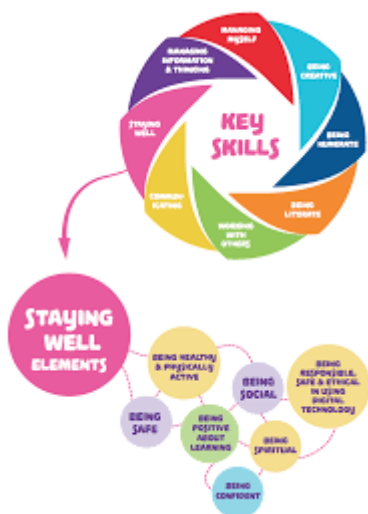 MANAGING
MYSELF
BEING
CREATIVE
BEING
NUMERATE
BEING
LITERATE
WORKING
WITH
OTHERS
COMMUN-
ICATING
STAYING
WELL
MANAGING
INFORMATION
& THINKING
KEY
SKILLS
STAYING
WELL
ELEMENTS
BEING HEALTHY
& PHYSICALLY
ACTIVE
BEING
SOCIAL
BEING
RESPONSIBLE,
SAFE & ETHICAL
IN USING
DIGITAL
TECHNOLOGY
BEING
SAFE
BEING
POSITIVE
ABOUT
LEARNING
BEING
SPIRITUAL
BEING
CONFIDENT